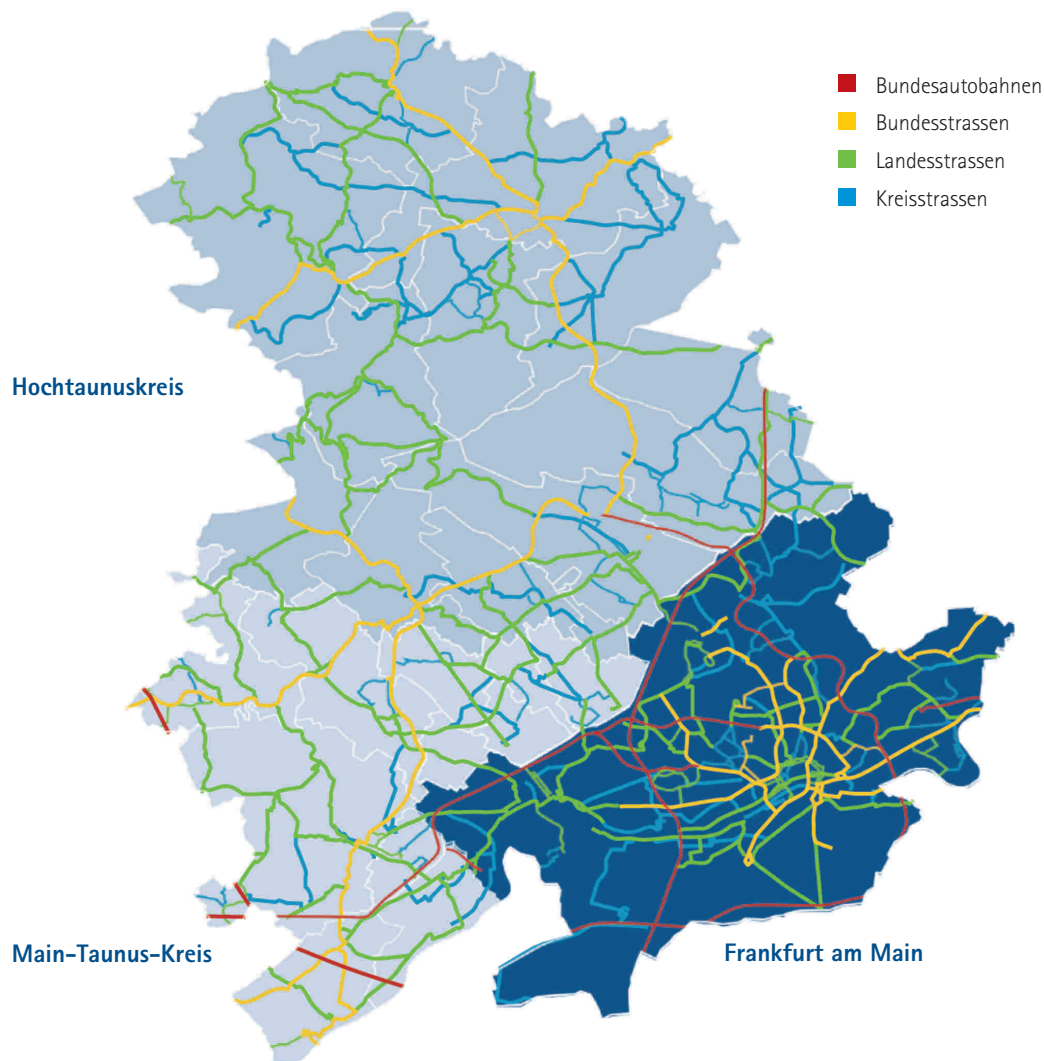 Bundesautobahnen
Bundesstrassen
Landesstrassen
Kreisstrassen
Hochtaunuskreis
Main-Taunus-Kreis
Frankfurt am Main